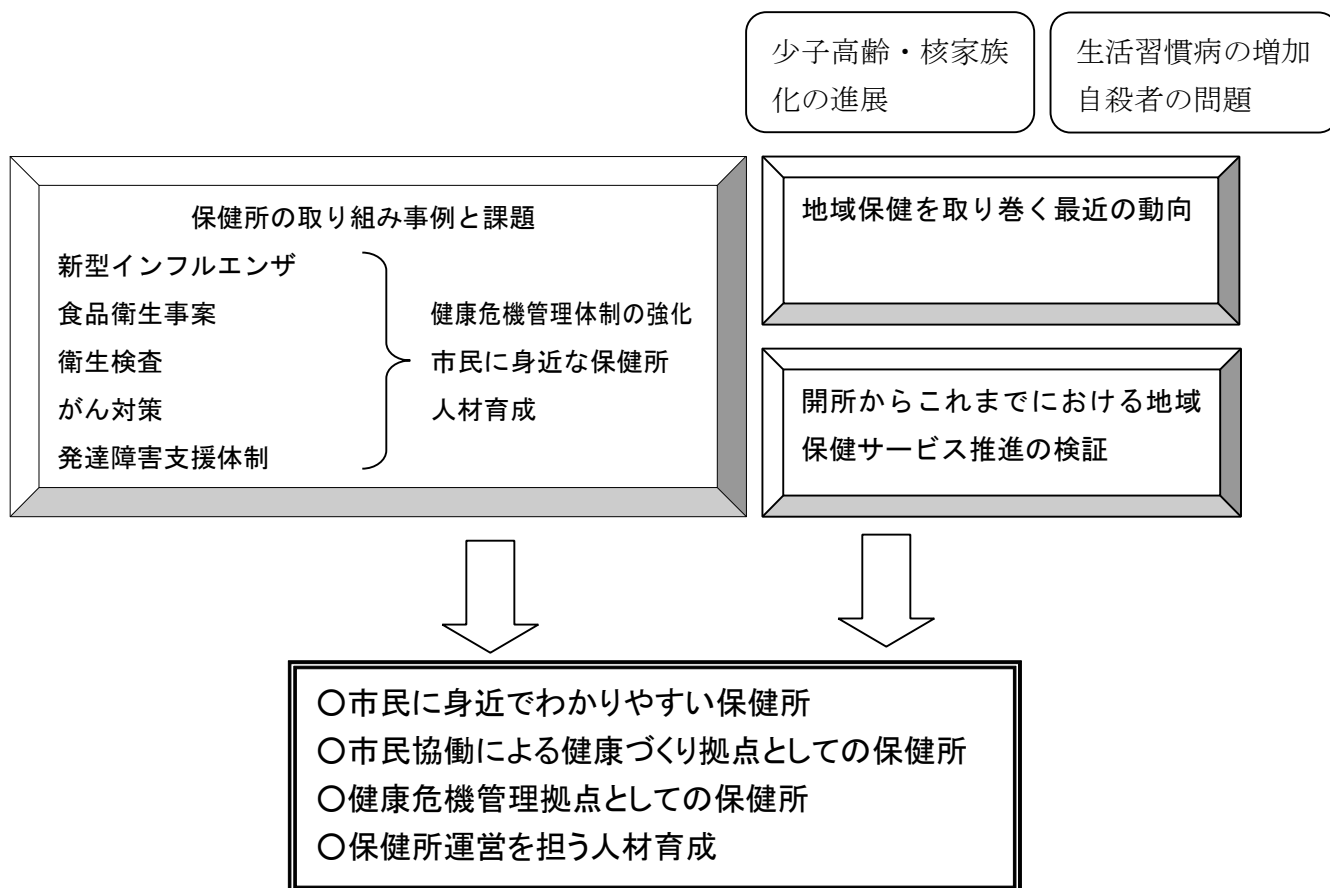 少子高齢・核家族
化の進展
生活習慣病の増加
自殺者の問題
保健所の取り組み事例と課題
新型インフルエンザ
食品衛生事案
衛生検査
がん対策
発達障害支援体制
健康危機管理体制の強化
市民に身近な保健所
人材育成
地域保健を取り巻く最近の動向
開所からこれまでにおける地域
保健サービス推進の検証
○市民に身近でわかりやすい保健所
○市民協働による健康づくり拠点としての保健所
○健康危機管理拠点としての保健所
○保健所運営を担う人材育成